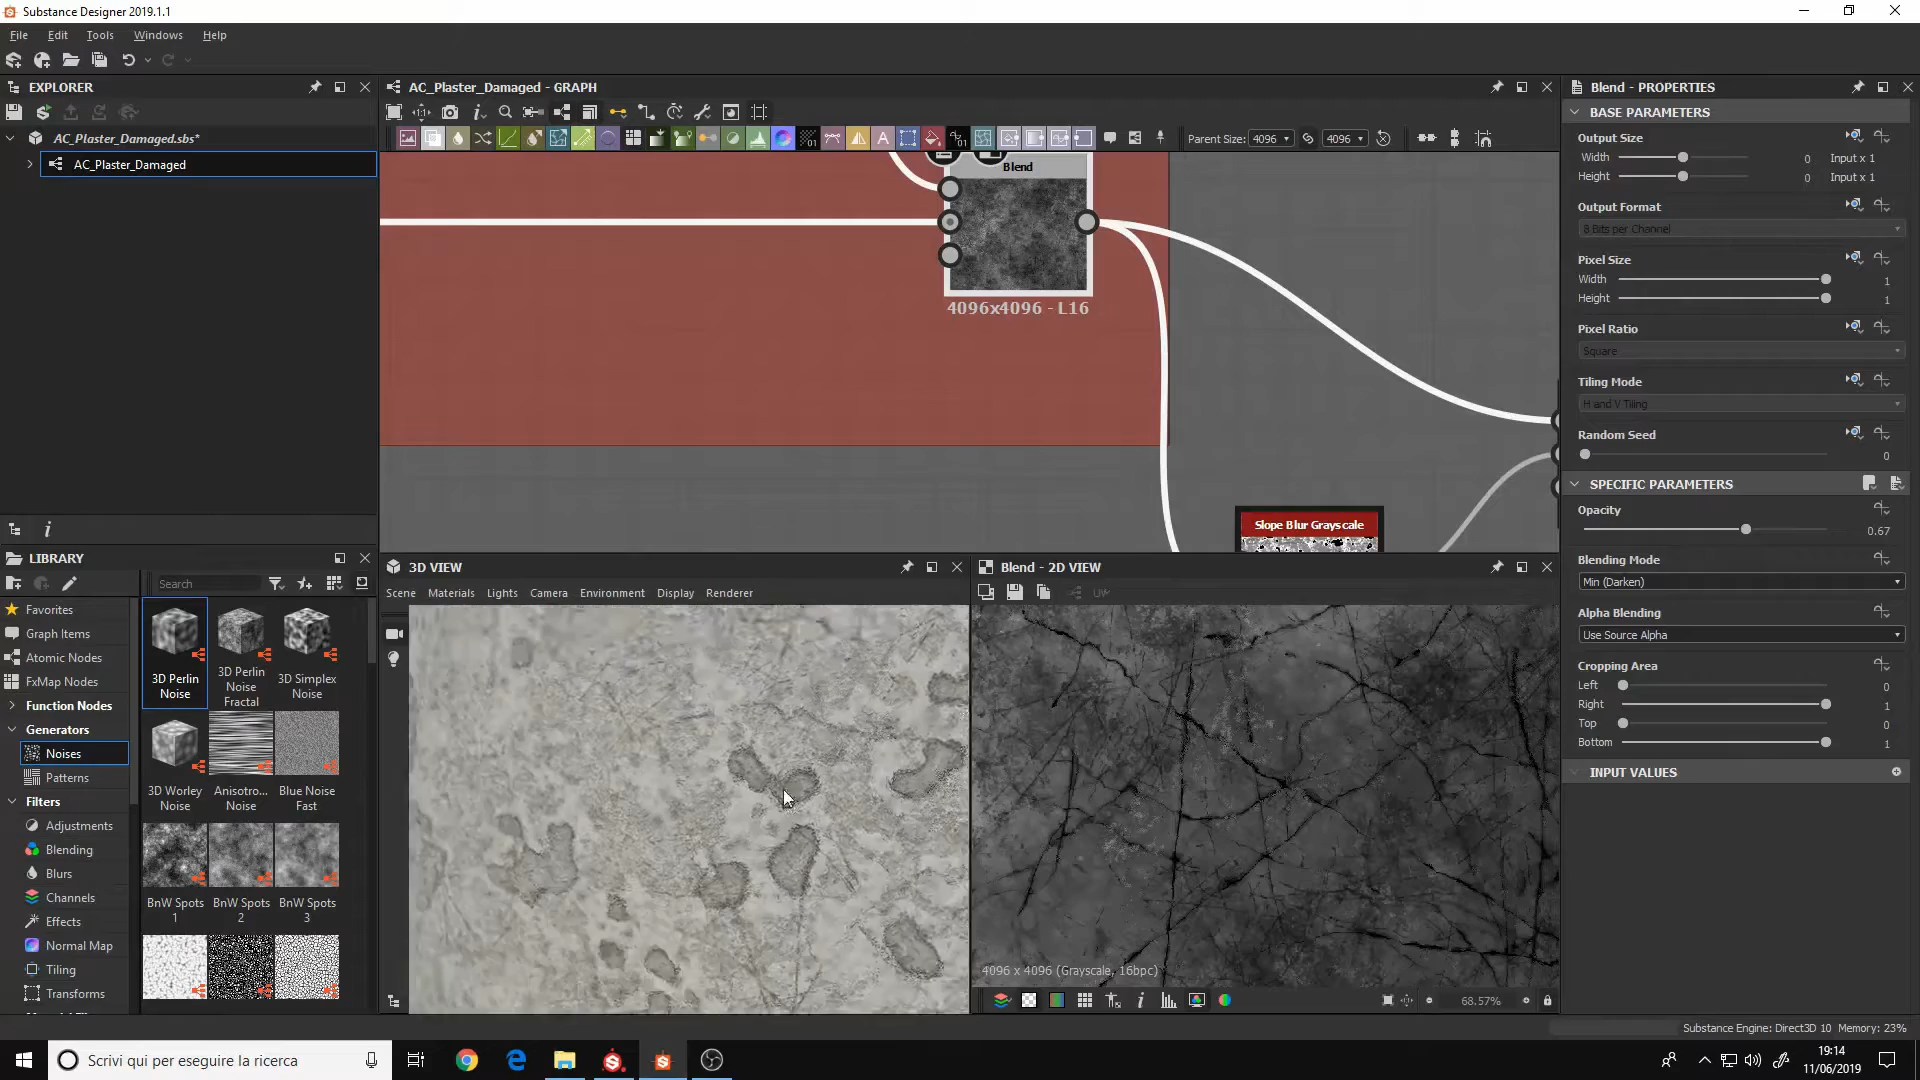 Substance Designer 2019.1.1
File Edit Tools Windows Help
EXPLORER
AC_Plaster_Damaged.sbs*
AC_Plaster_Damaged
AC_Plaster_Damaged - GRAPH
Parent Size: 4096 4096
Blend
4096x4096 - L16
Slope Blur Grayscale
LIBRARY
Search
Favorites
Graph Items
Atomic Nodes
FxMap Nodes
Function Nodes
Generators
Noises
Patterns
Filters
Adjustments
Blending
Blurs
Channels
Effects
Normal Map
Tiling
Transforms
3D Perlin Noise
3D Perlin Noise Fractal
3D Simplex Noise
3D Worley Noise
Anisotro... Noise
Blue Noise Fast
BnW Spots 1
BnW Spots 2
BnW Spots 3
3D VIEW
Scene Materials Lights Camera Environment Display Renderer
Blend - 2D VIEW
UV
4096 x 4096 (Grayscale, 16bpc)
68.57%
Blend - PROPERTIES
BASE PARAMETERS
Output Size
Width 0 Input x 1
Height 0 Input x 1
Output Format
8 Bits per Channel
Pixel Size
Width 1
Height 1
Pixel Ratio
Square
Tiling Mode
H and V Tiling
Random Seed
0
SPECIFIC PARAMETERS
Opacity
0.67
Blending Mode
Min (Darken)
Alpha Blending
Use Source Alpha
Cropping Area
Left 0
Right 1
Top 0
Bottom 1
INPUT VALUES
Substance Engine: Direct3D 10 Memory: 23%
Scrivi qui per eseguire la ricerca
19:14
11/06/2019